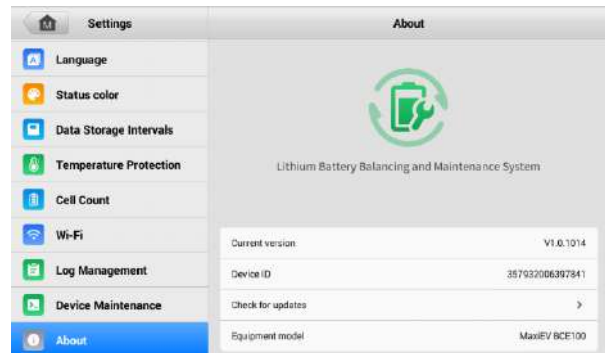 Settings
About
Language
Status color
Data Storage Intervals
Temperature Protection
Cell Count
Wi-Fi
Log Management
Device Maintenance
About
Lithium Battery Balancing and Maintenance System
Current version V1.0.1014
Device ID 357932006397841
Check for updates >
Equipment model MaxiEV BCE100